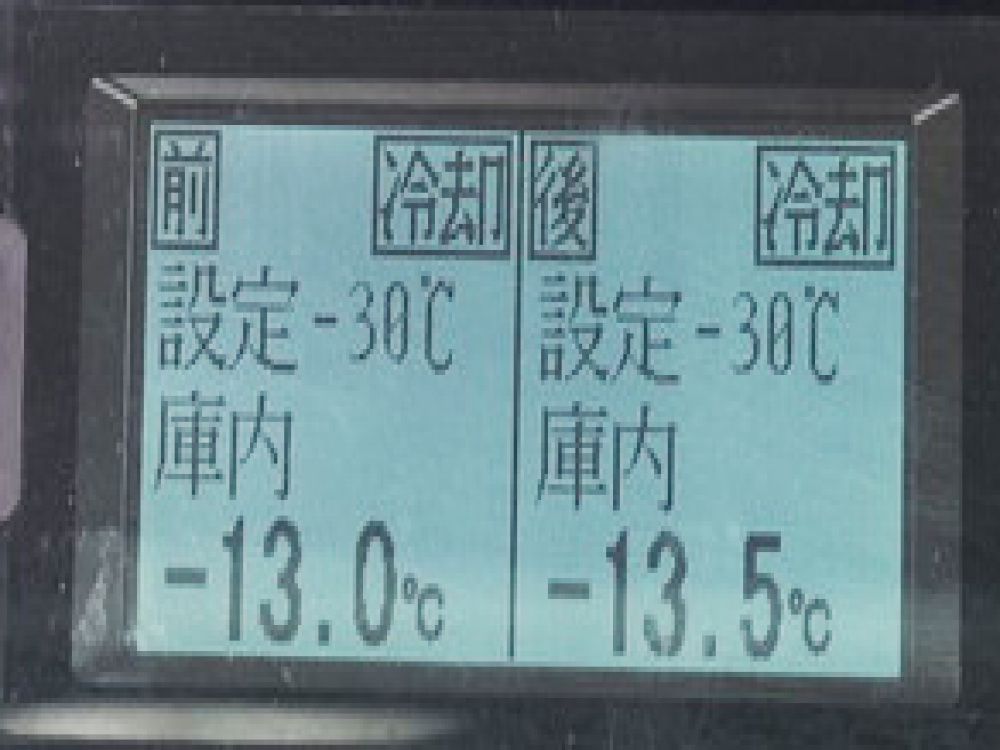 前 冷却
設定 -30℃
庫内
-13.0℃
後 冷却
設定 -30℃
庫内
-13.5℃